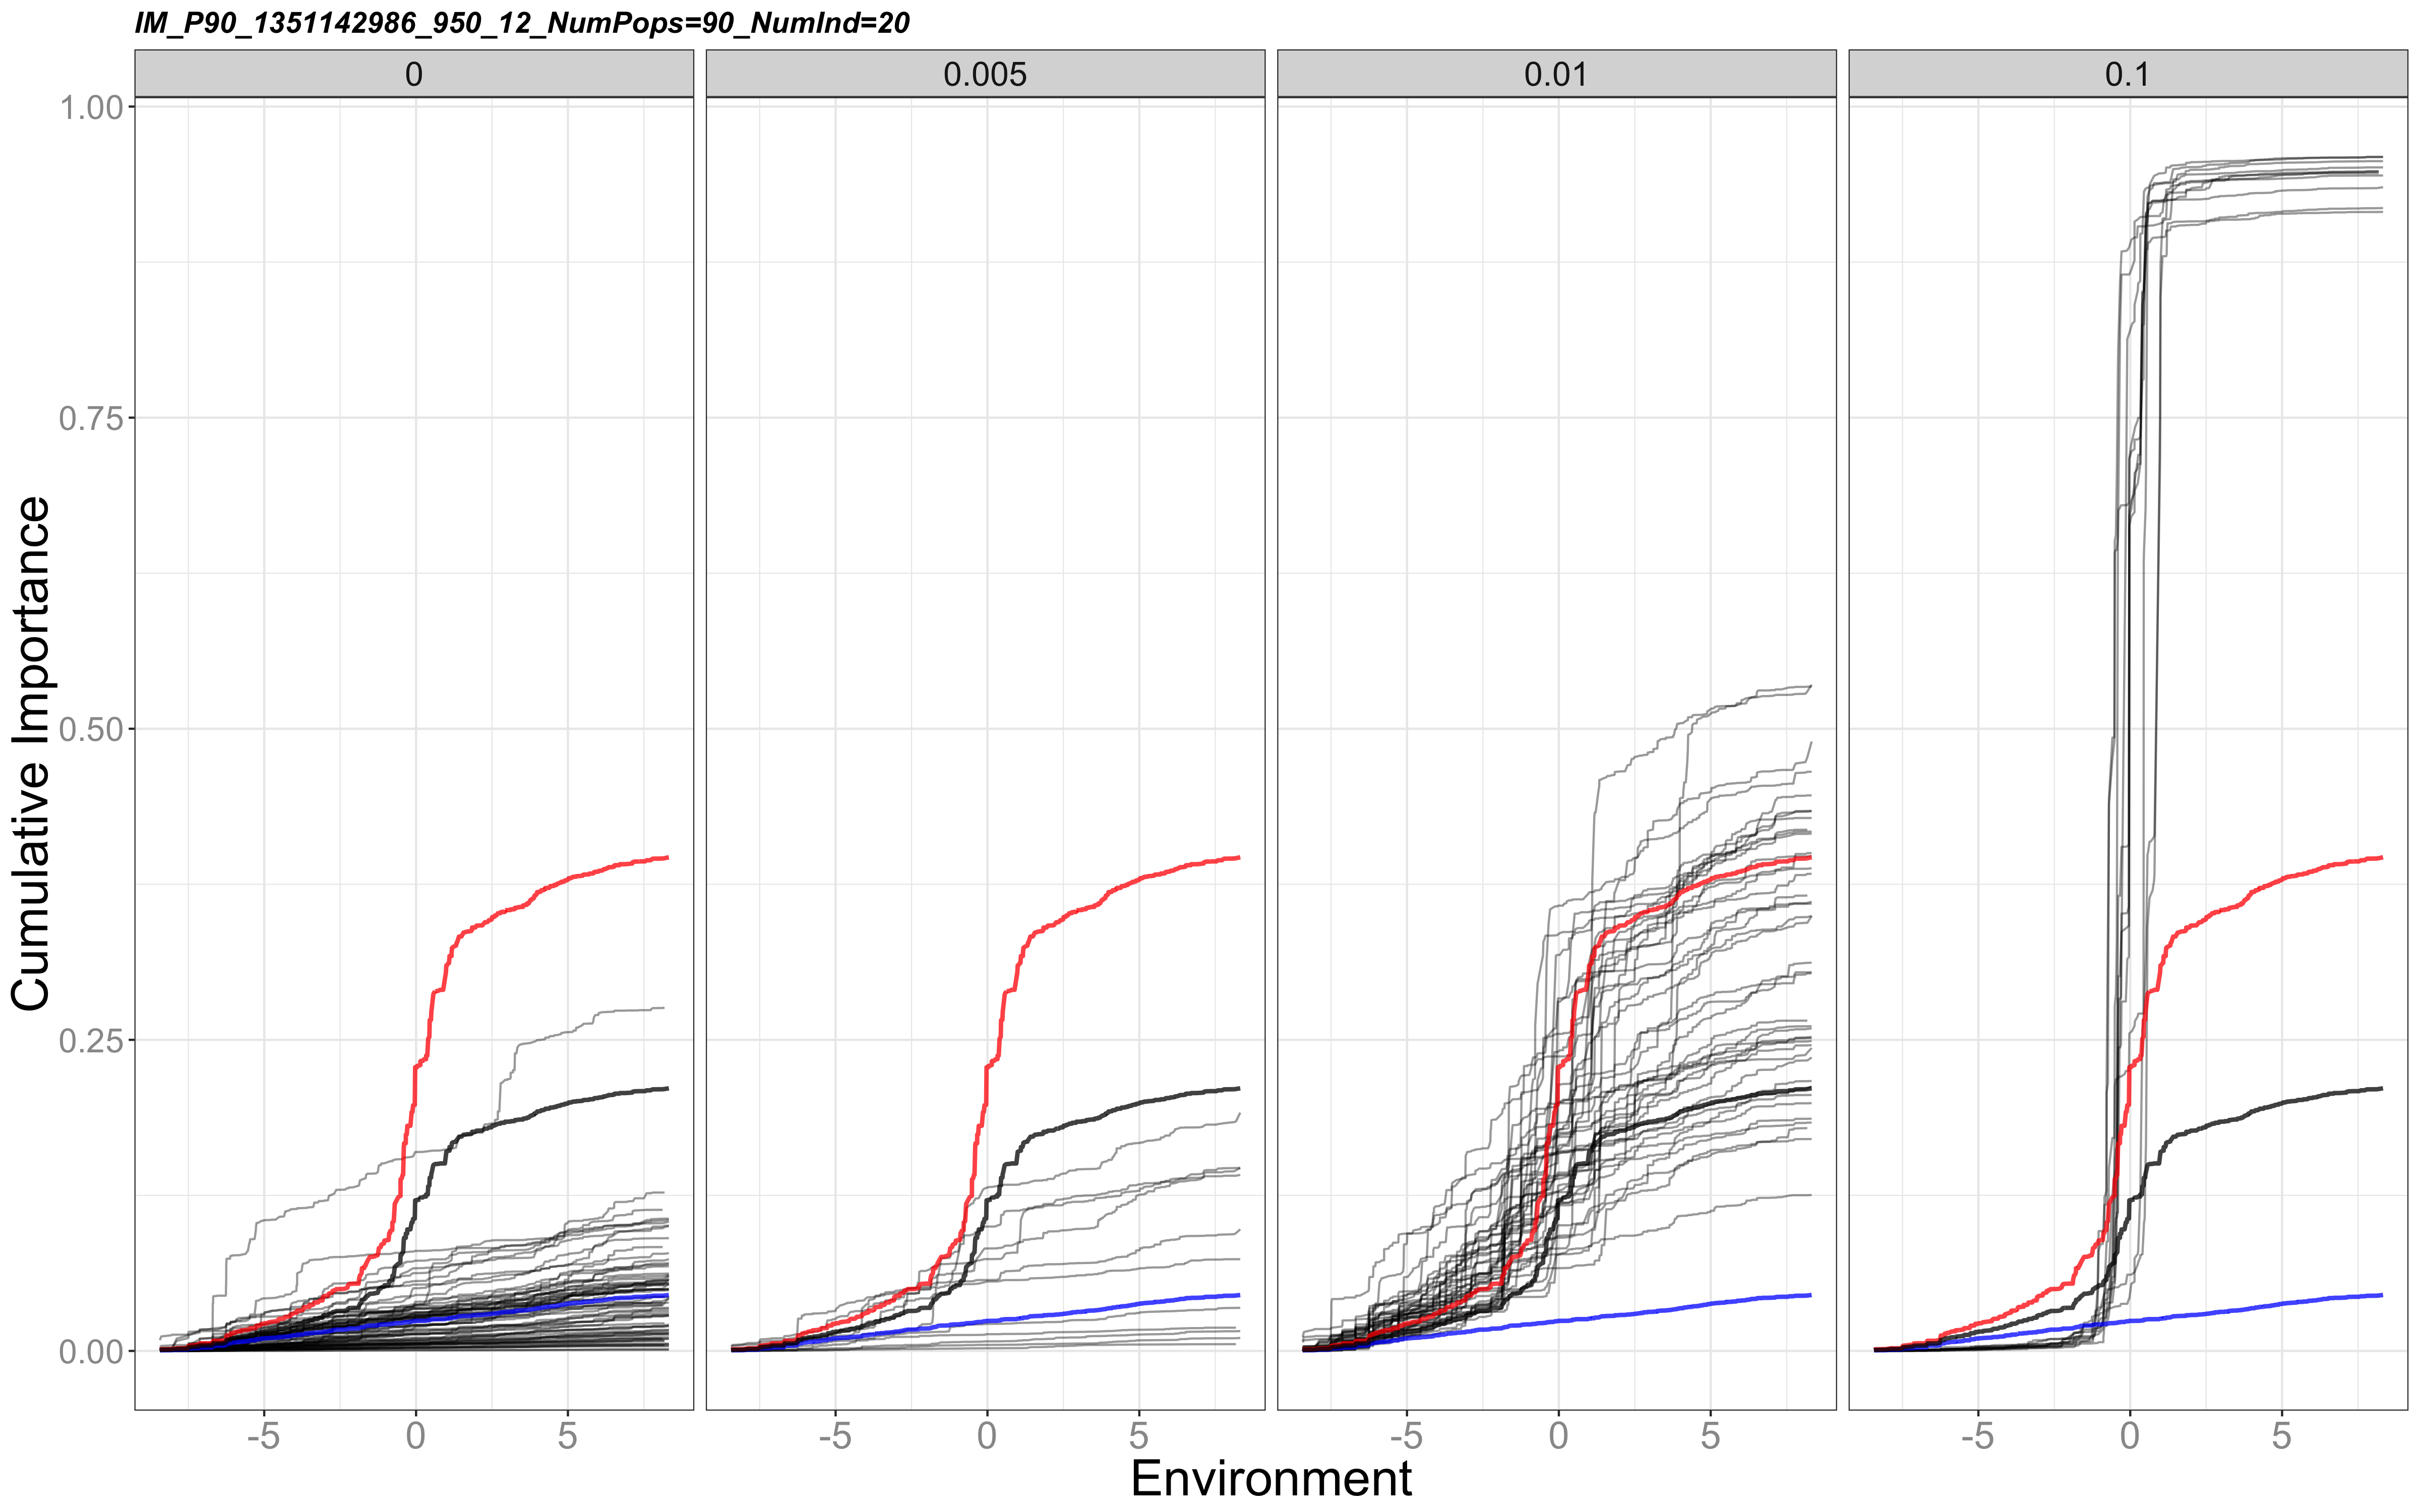 IM_P90_1351142986_950_12_NumPops=90_NumInd=20
0 0.005 0.01 0.1
1.00
0.75
0.50
0.25
0.00
Cumulative Importance
-5 0 5 -5 0 5 -5 0 5 -5 0 5
Environment